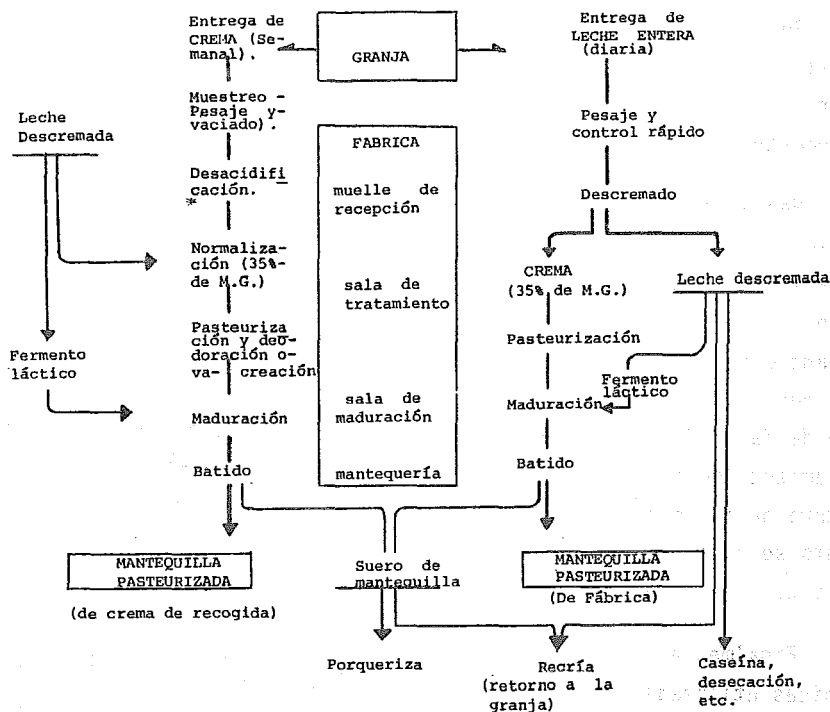 Entrega de
CREMA (Se-
manal).
GRANJA
Entrega de
LECHE ENTERA
(diaria)
Leche
Descremada
Muestreo -
Pesaje y-
vaciado).
Desacidifi
cación.
*
Normaliza-
ción (35%-
de M.G.)
Pasteuriza
ción y deo-
doración o-
va- creación
Fermento
láctico
Maduración
Batido
FABRICA
muelle de
recepción
sala de
tratamiento
sala de
maduración
mantequería
Pesaje y
control rápido
Descremado
CREMA
(35% de M.G.)
Leche descremada
Pasteurización
Fermento
láctico
Maduración
Batido
MANTEQUILLA
PASTEURIZADA
(de crema de recogida)
Suero de
mantequilla
MANTEQUILLA
PASTEURIZADA
(De Fábrica)
Porqueriza
Recría
(retorno a la
granja)
Caseína,
desecación,
etc.